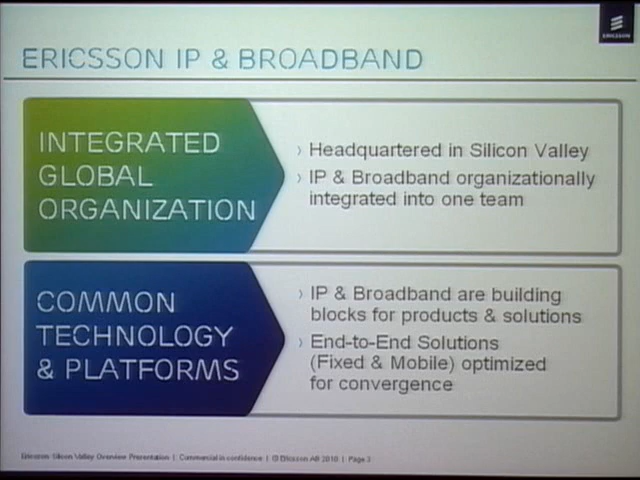 ERICSSON
ERICSSON IP & BROADBAND
INTEGRATED
GLOBAL
ORGANIZATION
› Headquartered in Silicon Valley
› IP & Broadband organizationally
integrated into one team
COMMON
TECHNOLOGY
& PLATFORMS
› IP & Broadband are building
blocks for products & solutions
› End-to-End Solutions
(Fixed & Mobile) optimized
for convergence
Ericsson Silicon Valley Overview Presentation | Commercial in confidence | © Ericsson AB 2010 | Page 3